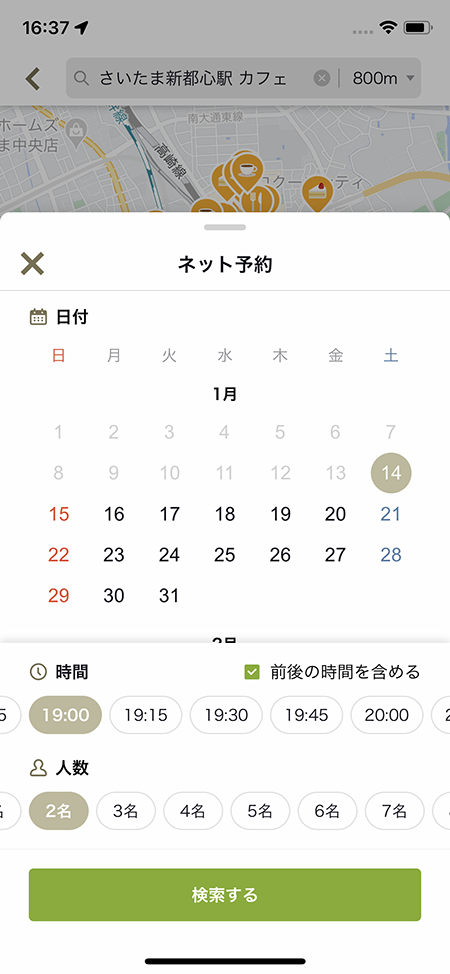 16:37
さいたま新都心駅 カフェ 800m
ホームズ
ま中央店
南大通東線
高崎線
クー
ティ
ネット予約
日付
日 月 火 水 木 金 土
1月
1 2 3 4 5 6 7
8 9 10 11 12 13 14
15 16 17 18 19 20 21
22 23 24 25 26 27 28
29 30 31
2月
時間 前後の時間を含める
5 19:00 19:15 19:30 19:45 20:00 2
人数
名 2名 3名 4名 5名 6名 7名
検索する